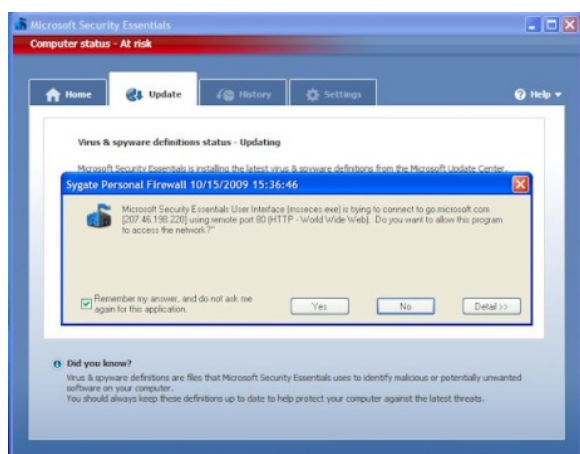 Microsoft Security Essentials
Computer status - At risk
Home
Update
History
Settings
Help
Virus & spyware definitions status - Updating
Microsoft Security Essentials is installing the latest virus & spyware definitions from the Microsoft Update Center.
Sygate Personal Firewall 10/15/2009 15:36:46
Microsoft Security Essentials User Interface (msseces.exe) is trying to connect to go.microsoft.com
[207.46.198.220] using remote port 80 (HTTP - World Wide Web). Do you want to allow this program
to access the network?"
Remember my answer, and do not ask me
again for this application.
Yes
No
Detail >>
Did you know?
Virus & spyware definitions are files that Microsoft Security Essentials uses to identify malicious or potentially unwanted
software on your computer.
You should always keep these definitions up to date to help protect your computer against the latest threats.